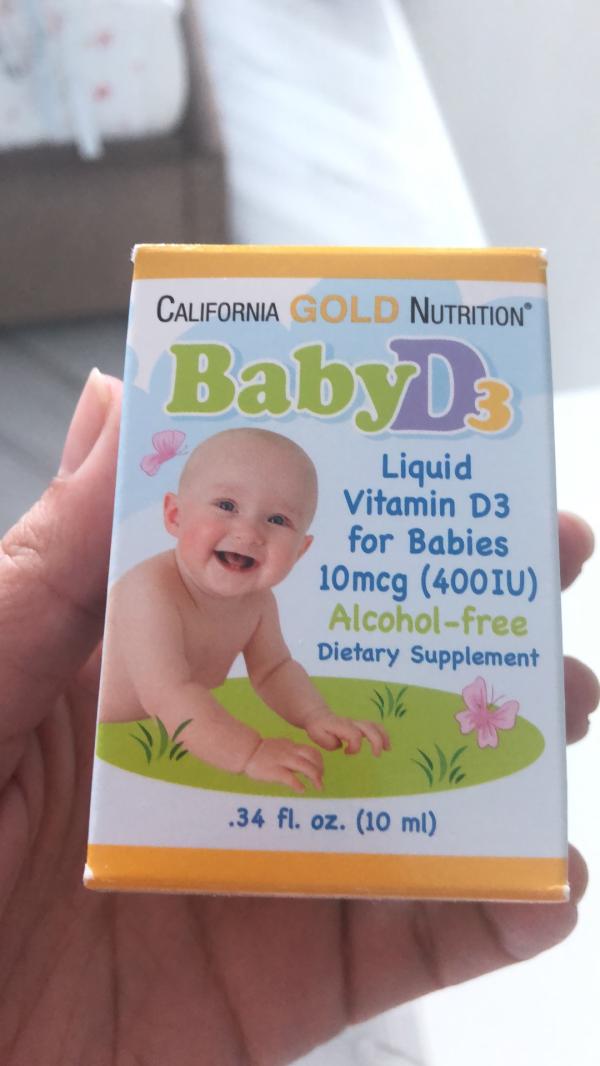 CALIFORNIA GOLD NUTRITION®
BabyD3
Liquid
Vitamin D3
for Babies
10mcg (400IU)
Alcohol-free
Dietary Supplement
.34 fl. oz. (10 ml)